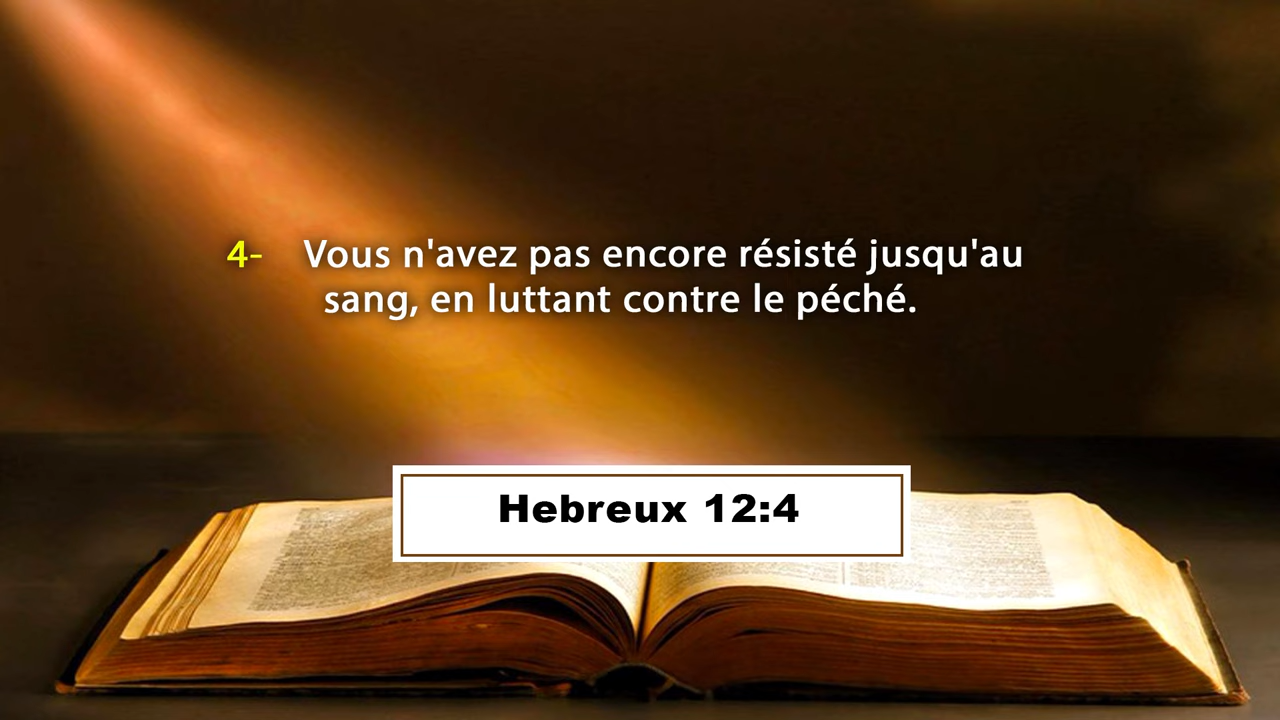 4- Vous n'avez pas encore résisté jusqu'au
sang, en luttant contre le péché.
Hebreux 12:4